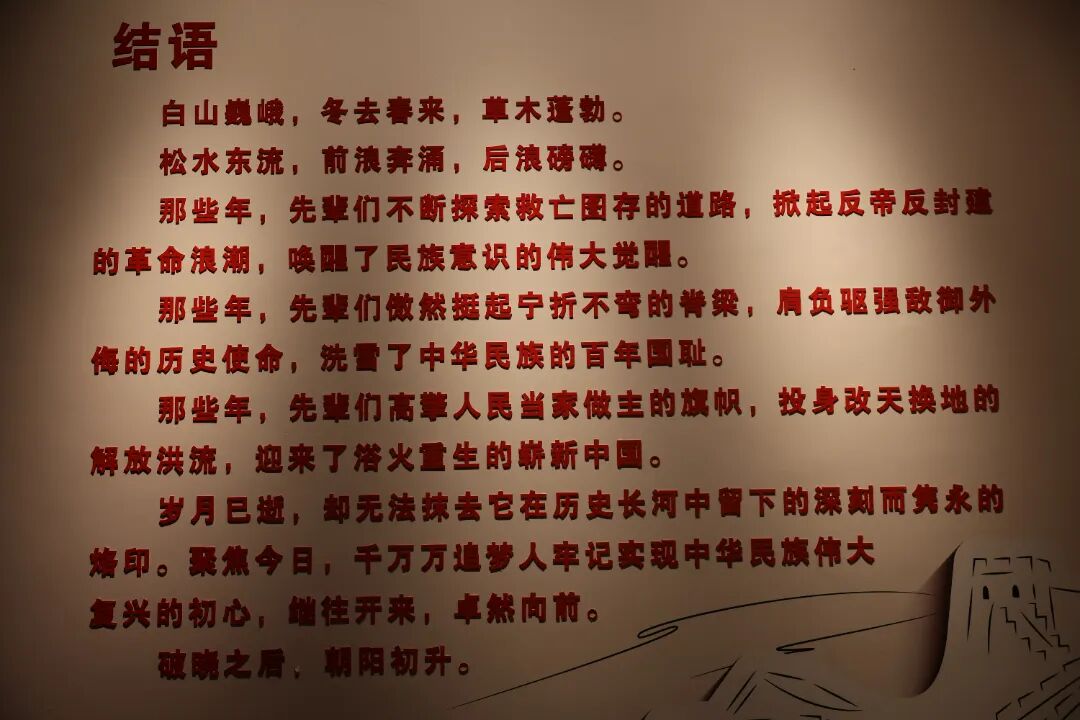 结语
白山巍峨，冬去春来，草木蓬勃。
松水东流，前浪奔涌，后浪磅礴。
那些年，先辈们不断探索救亡图存的道路，掀起反帝反封建
的革命浪潮，唤醒了民族意识的伟大觉醒。
那些年，先辈们傲然挺起宁折不弯的脊梁，肩负驱强敌御外
侮的历史使命，洗雪了中华民族的百年国耻。
那些年，先辈们高擎人民当家做主的旗帜，投身改天换地的
解放洪流，迎来了浴火重生的崭新中国。
岁月已逝，却无法抹去它在历史长河中留下的深刻而隽永的
烙印。聚焦今日，千万万追梦人牢记实现中华民族伟大
复兴的初心，继往开来，卓然向前。
破晓之后，朝阳初升。